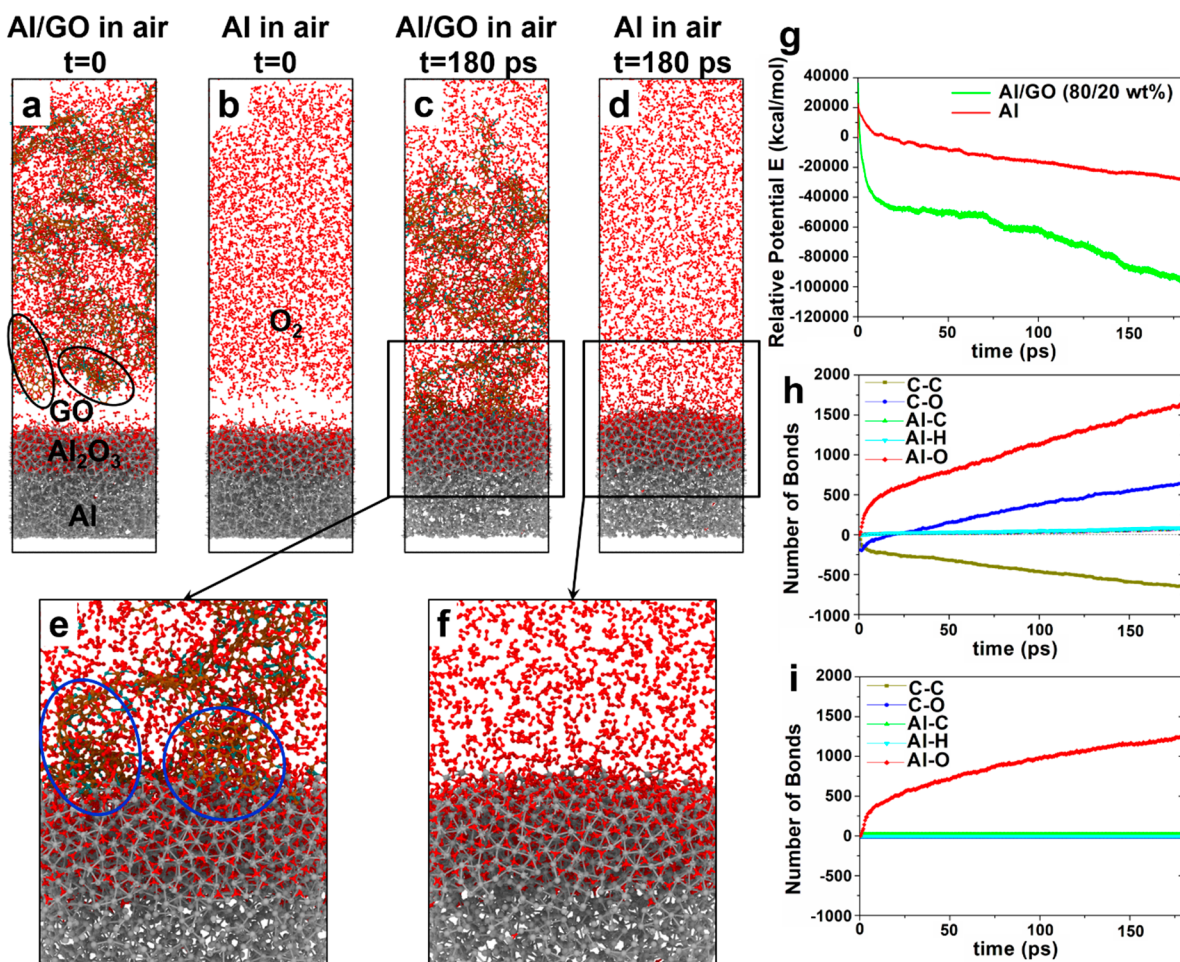 Al/GO in air
t=0
Al in air
t=0
Al/GO in air
t=180 ps
Al in air
t=180 ps
a
b
c
d
O2
GO
Al2O3
Al
e
f
g
40000
20000
0
-20000
-40000
-60000
-80000
-100000
-120000
Relative Potential E (kcal/mol)
Al/GO (80/20 wt%)
Al
0
50
100
150
time (ps)
h
2000
1500
1000
500
0
-500
-1000
Number of Bonds
C-C
C-O
Al-C
Al-H
Al-O
0
50
100
150
time (ps)
i
2000
1500
1000
500
0
-500
-1000
Number of Bonds
C-C
C-O
Al-C
Al-H
Al-O
0
50
100
150
time (ps)